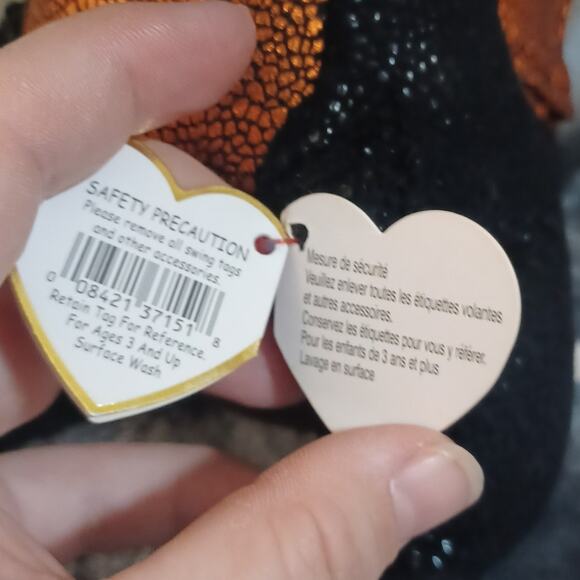 SAFETY PRECAUTION
Please remove all swing tags
and other accessories.
0 08421 37151 8
Retain Tag For Reference.
For Ages 3 And Up
Surface Wash
Mesure de sécurité
Veuillez enlever toutes les étiquettes volantes
et autres accessoires.
Conservez les étiquettes pour vous y référer.
Pour les enfants de 3 ans et plus
Lavage en surface